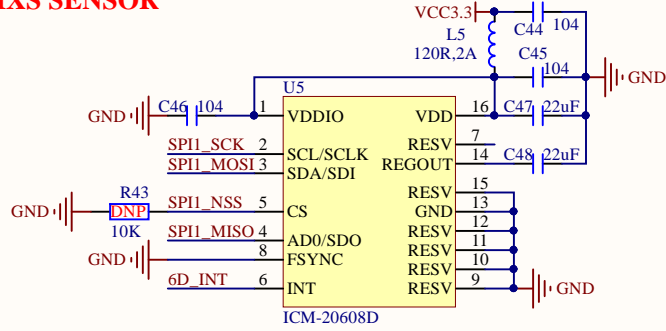 IXS SENSOR
VCC3.3
C44
104
L5
120R,2A
C45
104
GND
U5
C46
104
GND
1
VDDIO
VDD
16
C47
22uF
SPI1_SCK
2
SCL/SCLK
RESV
7
SPI1_MOSI
3
SDA/SDI
REGOUT
14
C48
22uF
R43
GND
DNP
10K
SPI1_NSS
5
CS
RESV
15
GND
13
SPI1_MISO
4
AD0/SDO
RESV
12
GND
8
FSYNC
RESV
11
RESV
10
6D_INT
6
INT
RESV
9
GND
ICM-20608D